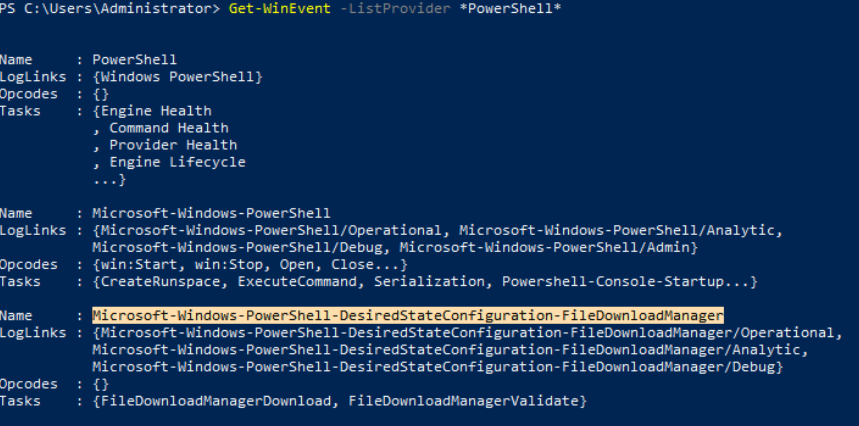 PS C:\Users\Administrator> Get-WinEvent -ListProvider *PowerShell*
Name     : PowerShell
LogLinks : {Windows PowerShell}
Opcodes  : {}
Tasks    : {Engine Health
           , Command Health
           , Provider Health
           , Engine Lifecycle
           ...}
Name     : Microsoft-Windows-PowerShell
LogLinks : {Microsoft-Windows-PowerShell/Operational, Microsoft-Windows-PowerShell/Analytic,
           Microsoft-Windows-PowerShell/Debug, Microsoft-Windows-PowerShell/Admin}
Opcodes  : {win:Start, win:Stop, Open, Close...}
Tasks    : {CreateRunspace, ExecuteCommand, Serialization, Powershell-Console-Startup...}
Name     : Microsoft-Windows-PowerShell-DesiredStateConfiguration-FileDownloadManager
LogLinks : {Microsoft-Windows-PowerShell-DesiredStateConfiguration-FileDownloadManager/Operational,
           Microsoft-Windows-PowerShell-DesiredStateConfiguration-FileDownloadManager/Analytic,
           Microsoft-Windows-PowerShell-DesiredStateConfiguration-FileDownloadManager/Debug}
Opcodes  : {}
Tasks    : {FileDownloadManagerDownload, FileDownloadManagerValidate}